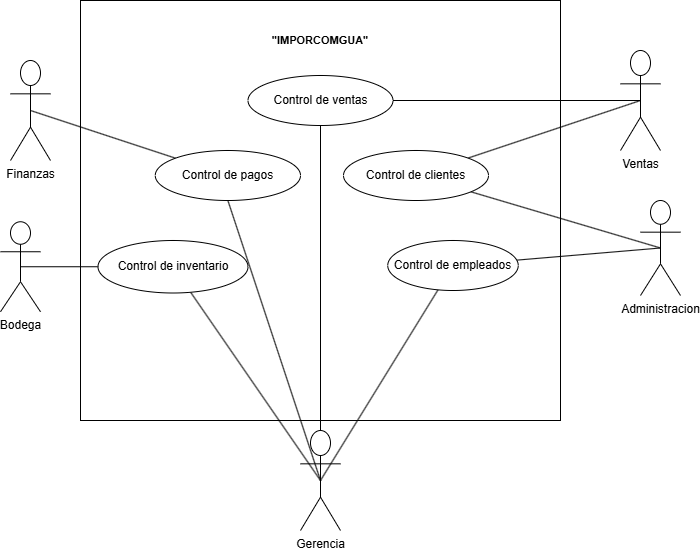 "IMPORCOMGUA"
Control de ventas
Finanzas
Ventas
Control de pagos
Control de clientes
Bodega
Control de inventario
Control de empleados
Administracion
Gerencia